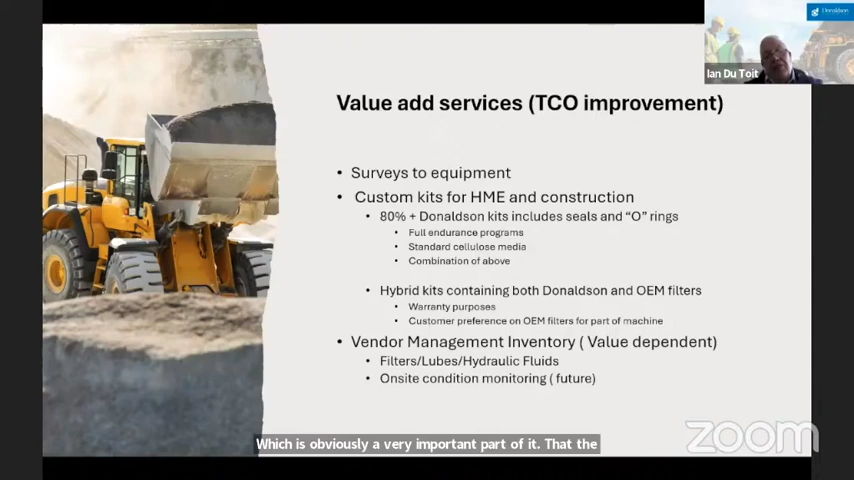 Donaldson
Ian Du Toit
Value add services (TCO improvement)
• Surveys to equipment
• Custom kits for HME and construction
• 80% + Donaldson kits includes seals and “O” rings
• Full endurance programs
• Standard cellulose media
• Combination of above
• Hybrid kits containing both Donaldson and OEM filters
• Warranty purposes
• Customer preference on OEM filters for part of machine
• Vendor Management Inventory ( Value dependent)
• Filters/Lubes/Hydraulic Fluids
• Onsite condition monitoring ( future)
Which is obviously a very important part of it. That the
zoom